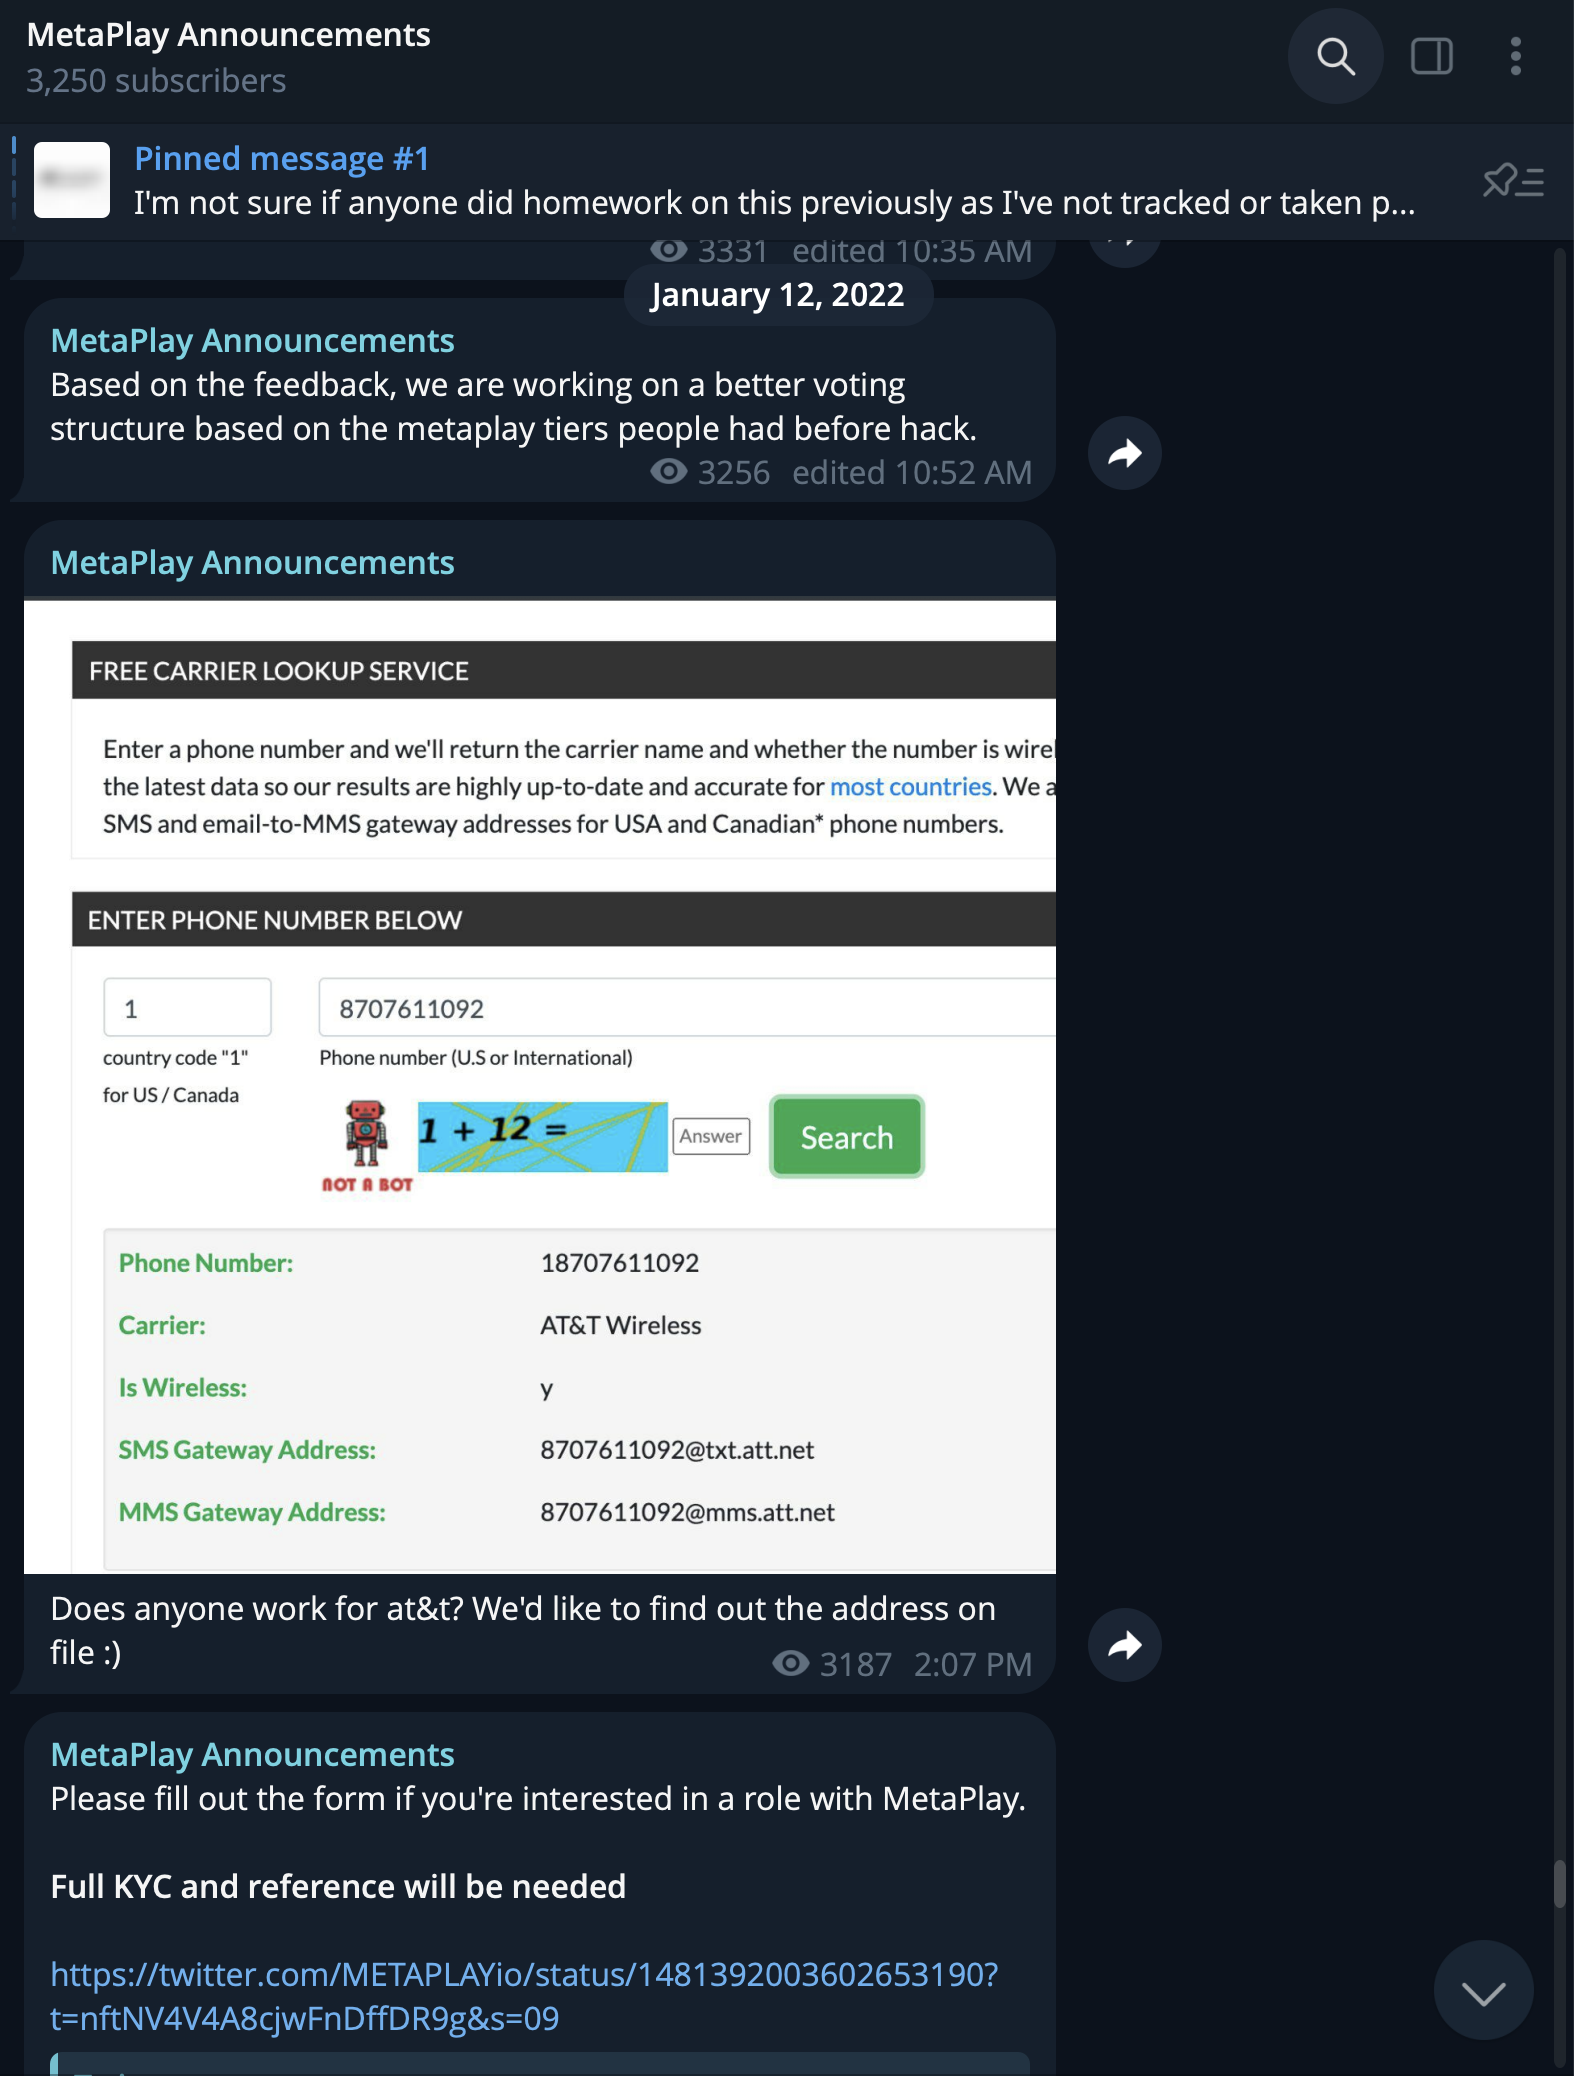 MetaPlay Announcements
3,250 subscribers
Pinned message #1
I'm not sure if anyone did homework on this previously as I've not tracked or taken p...
3331 edited 10:35 AM
January 12, 2022
MetaPlay Announcements
Based on the feedback, we are working on a better voting
structure based on the metaplay tiers people had before hack.
3256 edited 10:52 AM
MetaPlay Announcements
FREE CARRIER LOOKUP SERVICE
Enter a phone number and we'll return the carrier name and whether the number is wirel
the latest data so our results are highly up-to-date and accurate for most countries. We a
SMS and email-to-MMS gateway addresses for USA and Canadian* phone numbers.
ENTER PHONE NUMBER BELOW
1
8707611092
country code "1"
for US / Canada
Phone number (U.S or International)
1 + 12 =
Answer
Search
NOT A BOT
Phone Number: 18707611092
Carrier: AT&T Wireless
Is Wireless: y
SMS Gateway Address: 8707611092@txt.att.net
MMS Gateway Address: 8707611092@mms.att.net
Does anyone work for at&t? We'd like to find out the address on
file :)
3187 2:07 PM
MetaPlay Announcements
Please fill out the form if you're interested in a role with MetaPlay.
Full KYC and reference will be needed
https://twitter.com/METAPLAYio/status/1481392003602653190?
t=nftNV4V4A8cjwFnDffDR9g&s=09